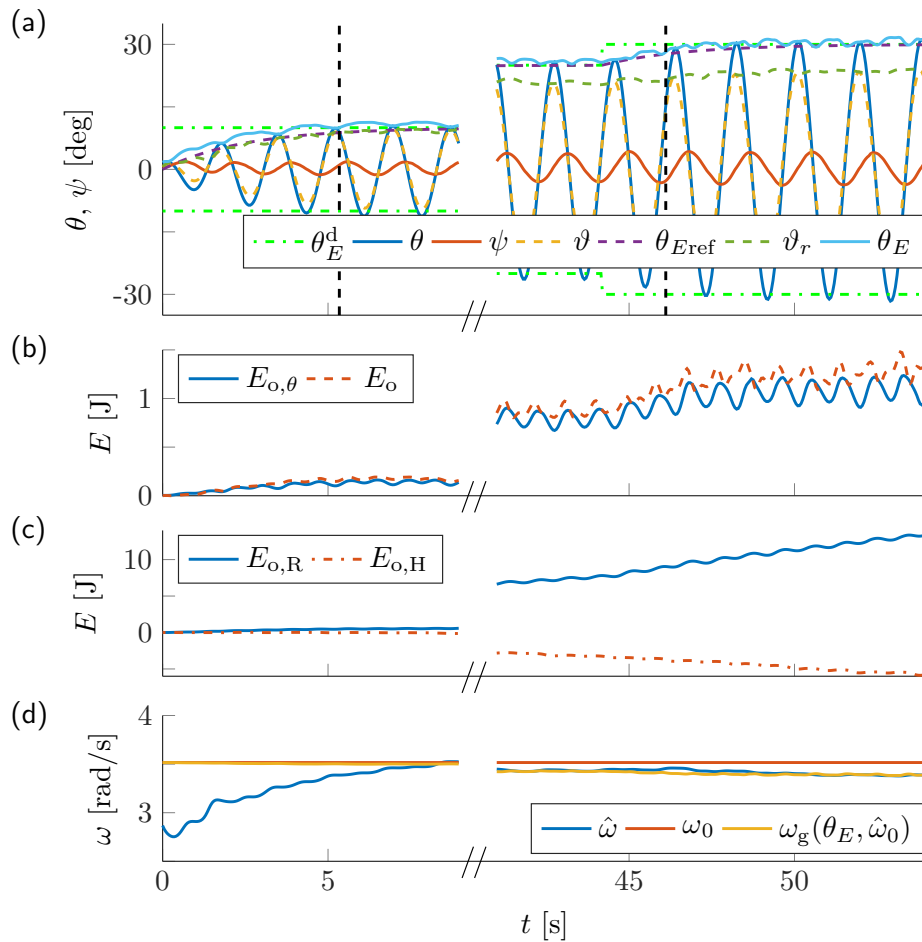 (a)
30
0
-30
θ, ψ [deg]
θ_E^d θ ψ ϑ θ_Eref ϑ_r θ_E
(b)
1
0
E [J]
E_o,θ E_o
(c)
10
0
E [J]
E_o,R E_o,H
(d)
4
3
ω [rad/s]
ω̂ ω_0 ω_g(θ_E, ω̂_0)
0 5 45 50
t [s]